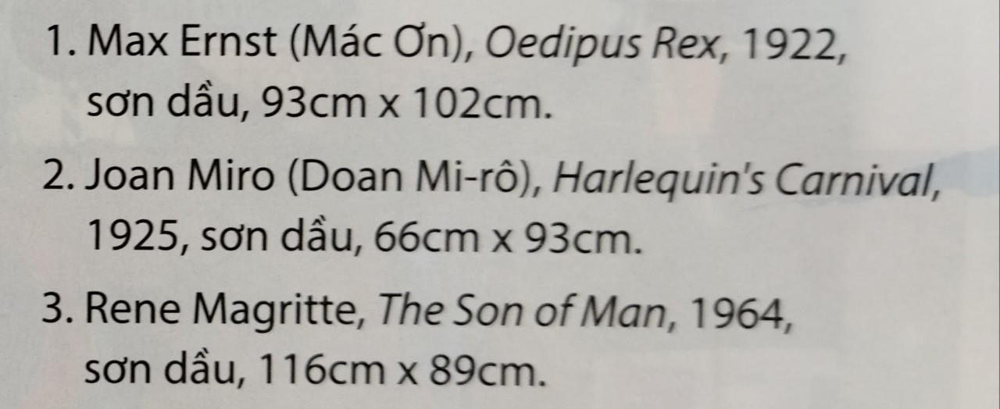 1. Max Ernst (Mác Ơn), Oedipus Rex, 1922,
sơn dầu, 93cm x 102cm.
2. Joan Miro (Doan Mi-rô), Harlequin's Carnival,
1925, sơn dầu, 66cm x 93cm.
3. Rene Magritte, The Son of Man, 1964,
sơn dầu, 116cm x 89cm.